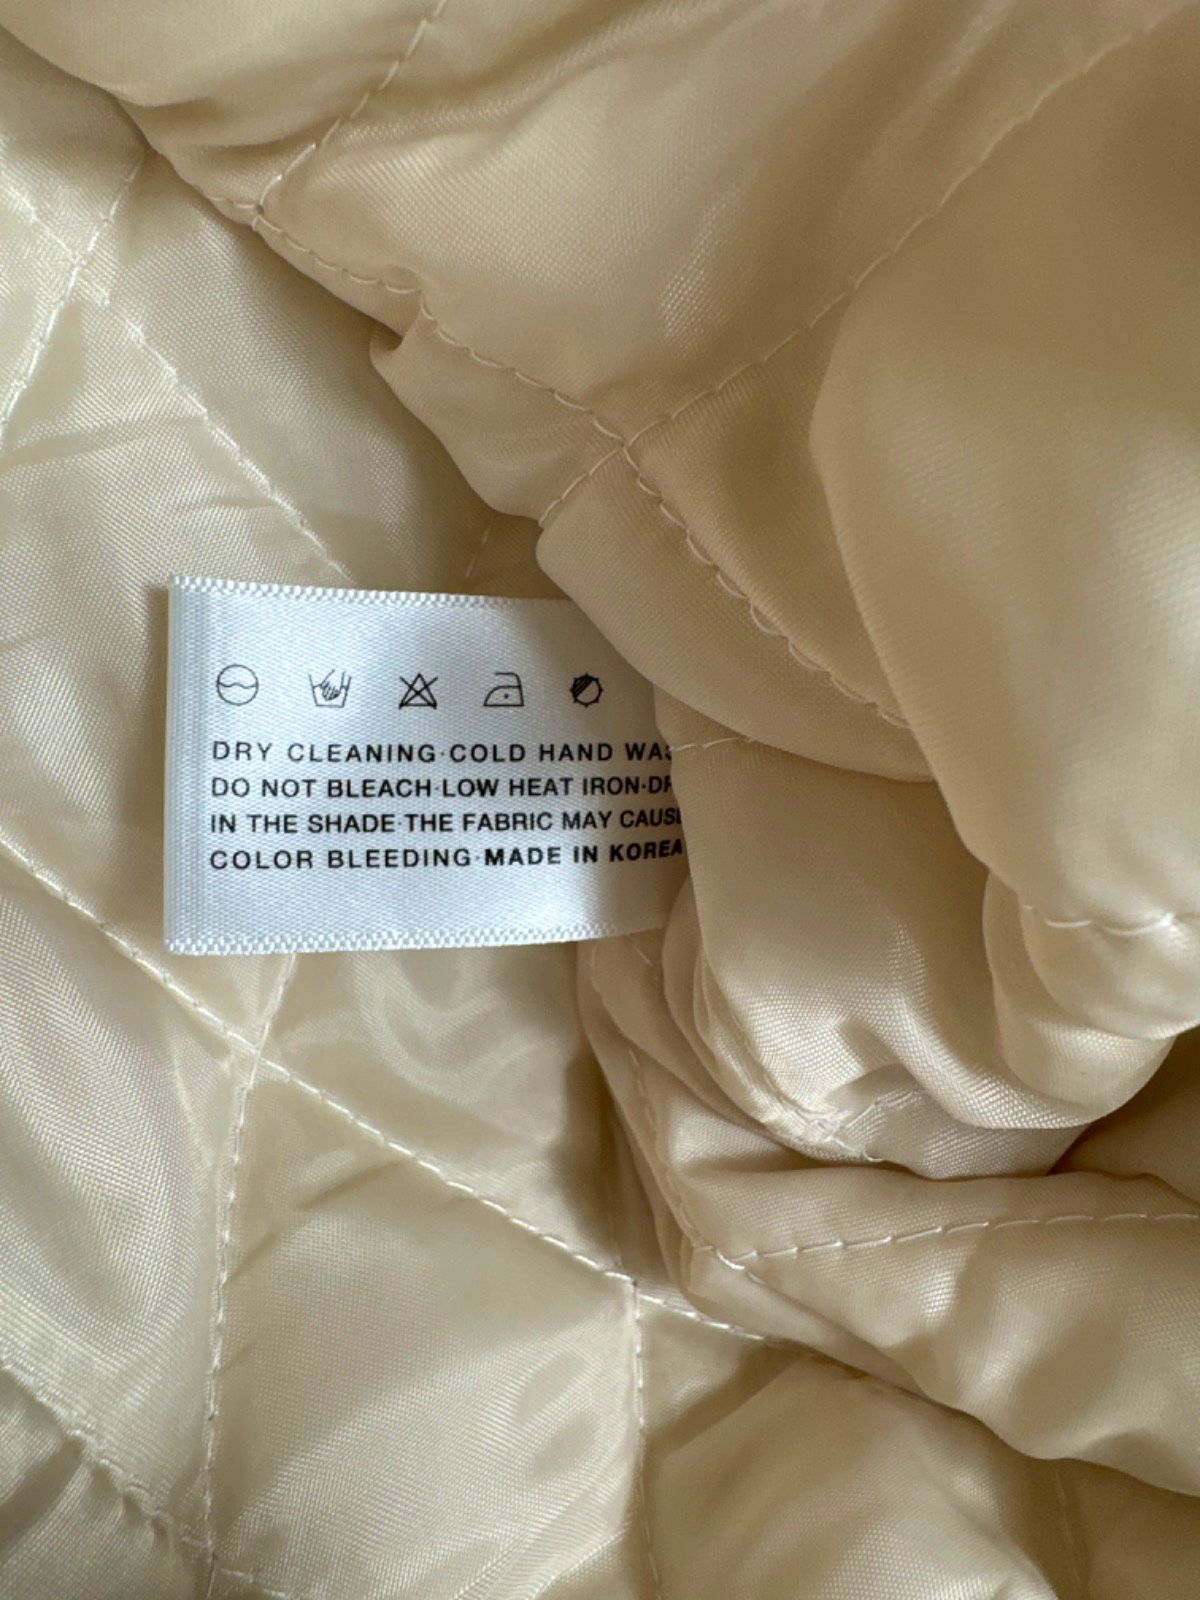 DRY CLEANING·COLD HAND WAS
DO NOT BLEACH·LOW HEAT IRON·DR
IN THE SHADE·THE FABRIC MAY CAUSE
COLOR BLEEDING·MADE IN KOREA